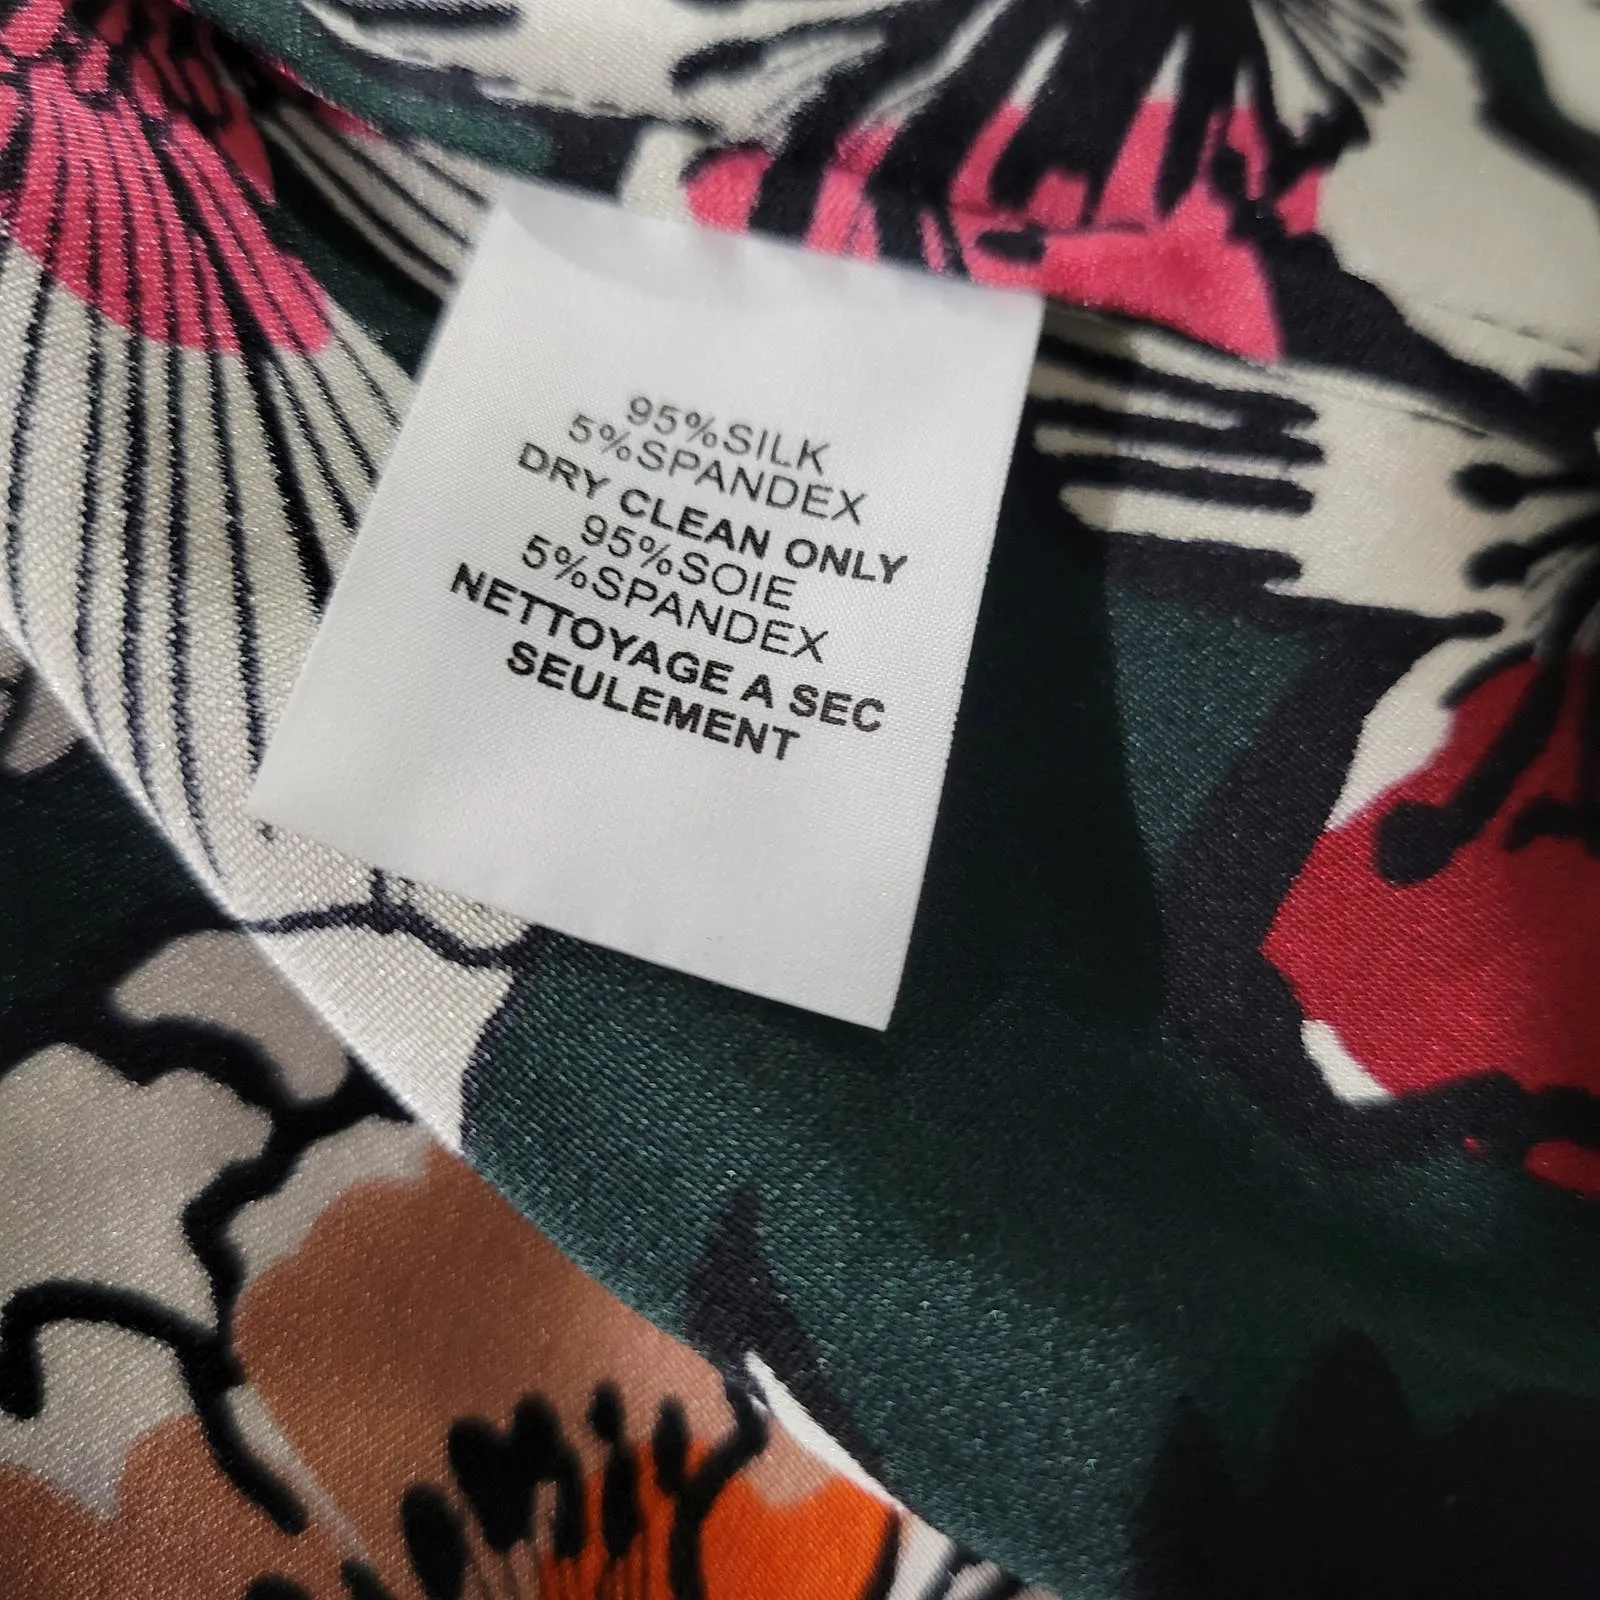 95%SILK
5%SPANDEX
DRY CLEAN ONLY
95%SOIE
5%SPANDEX
NETTOYAGE A SEC
SEULEMENT